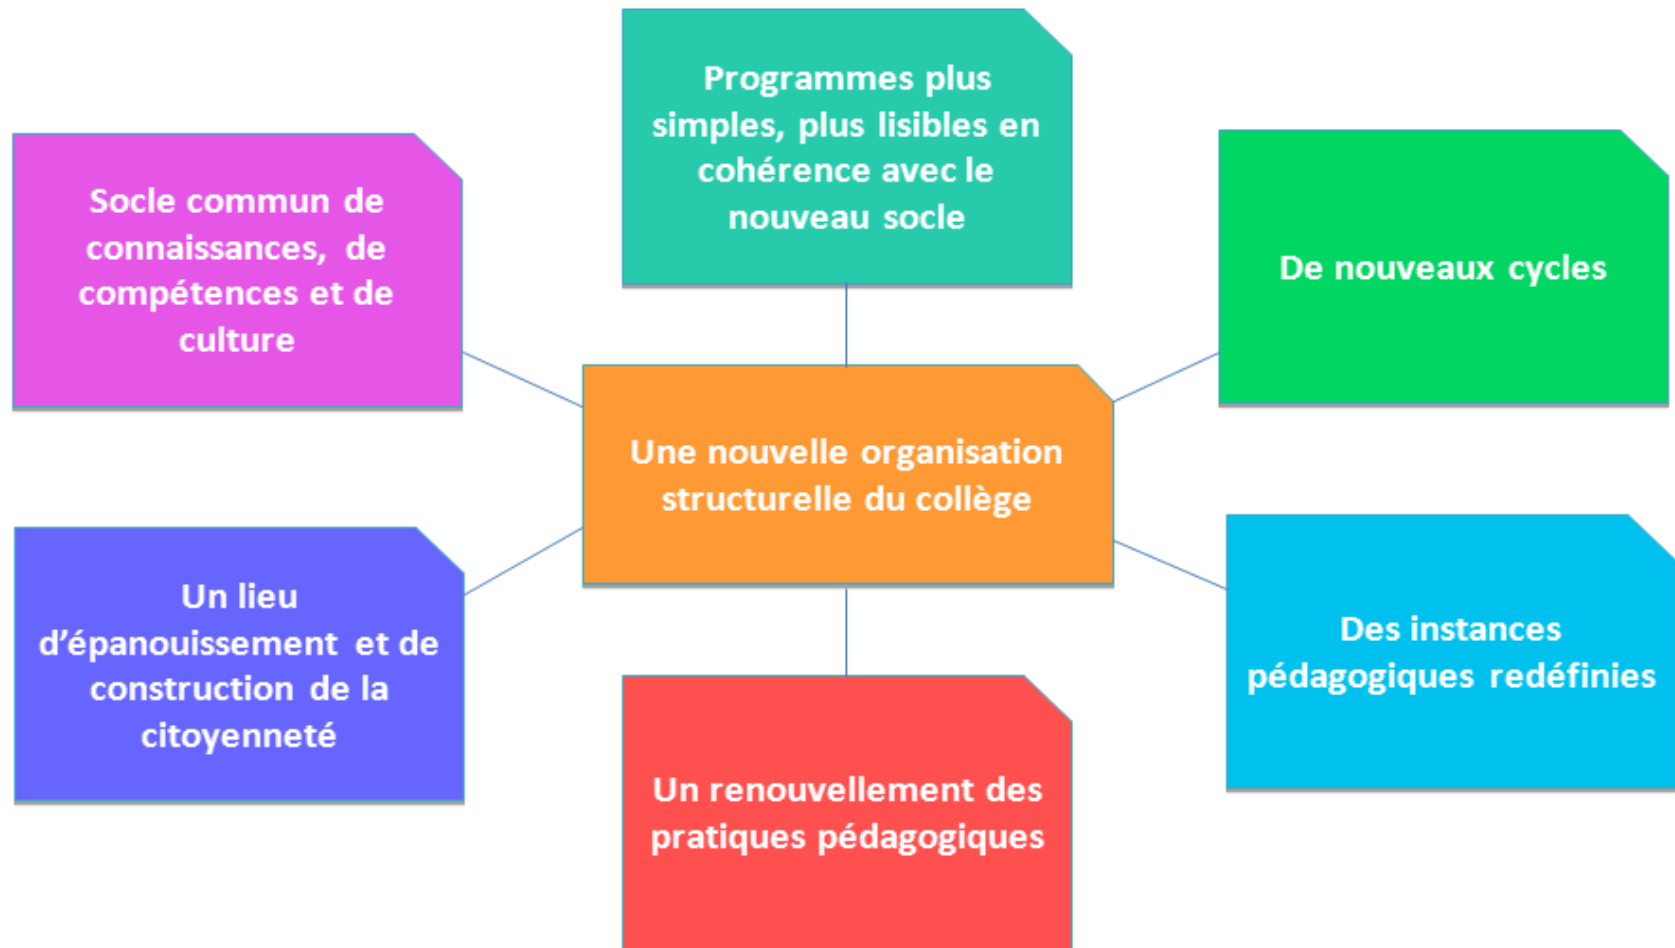 Programmes plus
simples, plus lisibles en
cohérence avec le
nouveau socle
Socle commun de
connaissances, de
compétences et de
culture
De nouveaux cycles
Une nouvelle organisation
structurelle du collège
Un lieu
d’épanouissement et de
construction de la
citoyenneté
Des instances
pédagogiques redéfinies
Un renouvellement des
pratiques pédagogiques